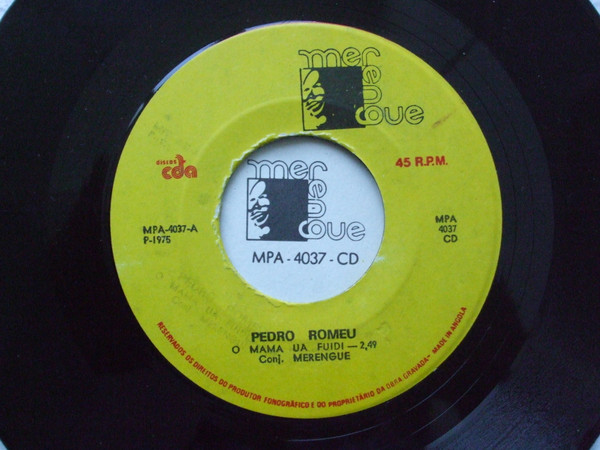 merengue
DISCOS cda
45 R.P.M.
MPA-4037-A
P-1975
MPA
4037
CD
merengue
MPA - 4037 - CD
PEDRO ROMEU
O MAMA UA FUIDI — 2,49
Conj. MERENGUE
RESERVADOS OS DIREITOS DO PRODUTOR FONOGRÁFICO E DO PROPRIETÁRIO DA OBRA GRAVADA - MADE IN ANGOLA